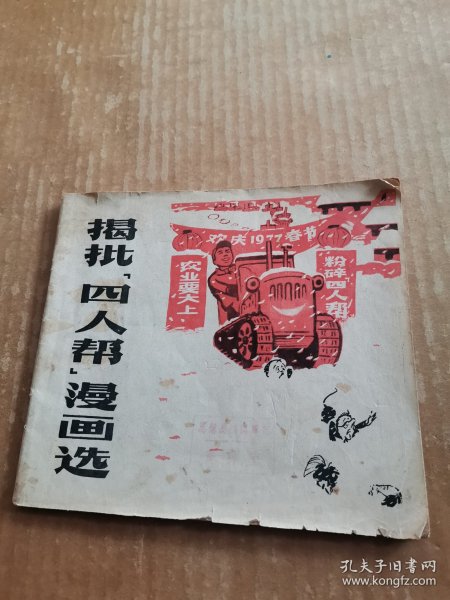 揭批「四人帮」漫画选
欢庆1977春节
农业要大上
粉碎“四人帮”
孔夫子旧书网
www.kongfz.com